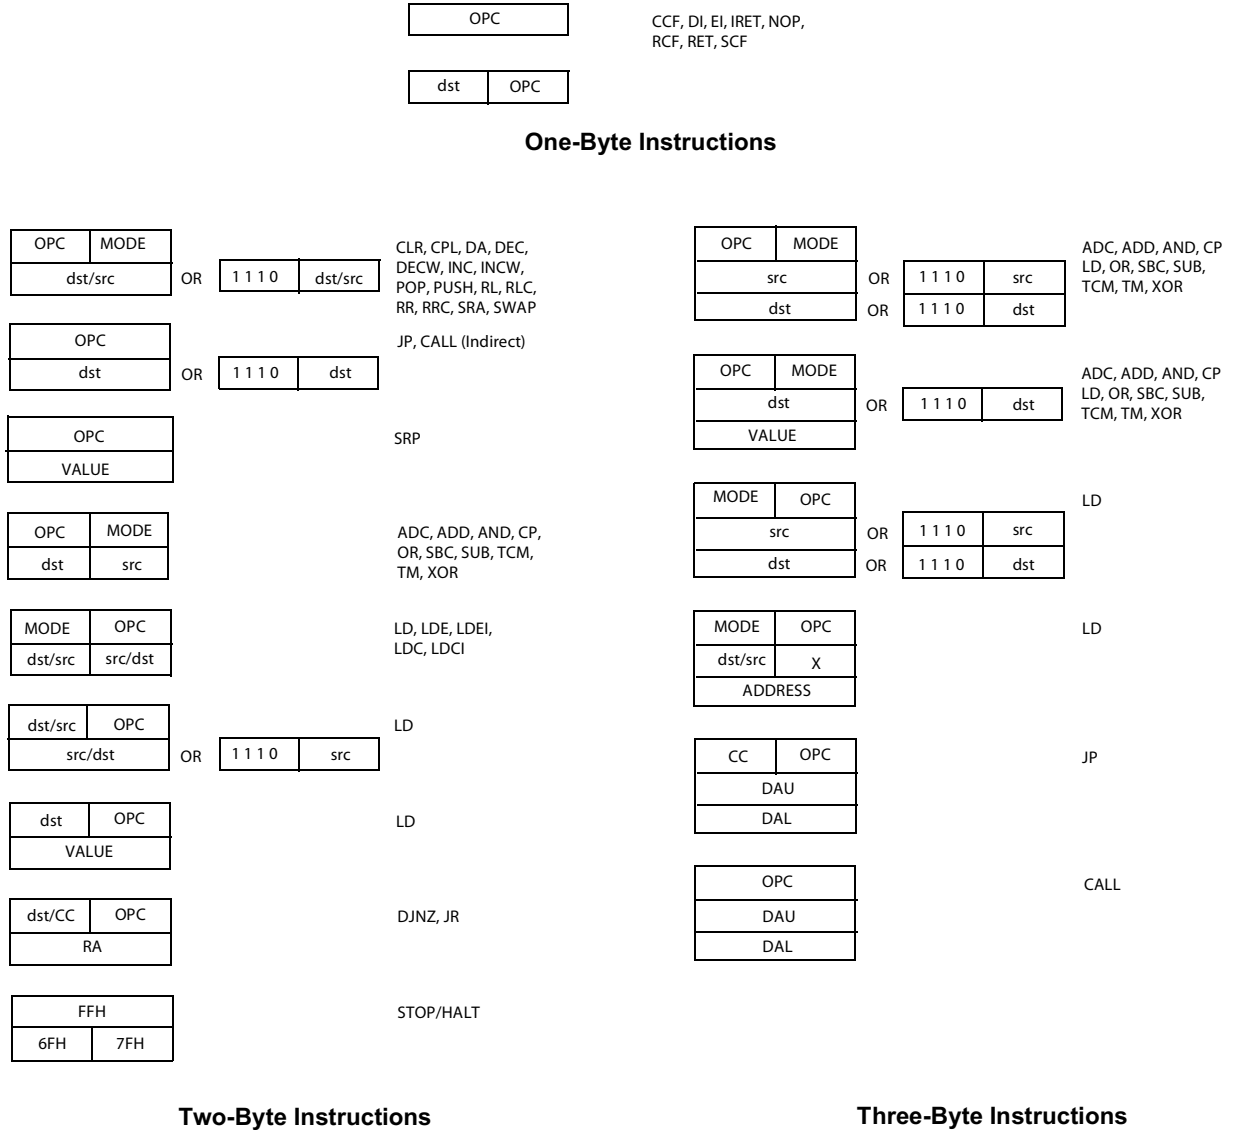 OPC
CCF, DI, EI, IRET, NOP,
RCF, RET, SCF
dst OPC
One-Byte Instructions
OPC MODE
dst/src OR 1 1 1 0 dst/src
CLR, CPL, DA, DEC,
DECW, INC, INCW,
POP, PUSH, RL, RLC,
RR, RRC, SRA, SWAP
OPC
dst OR 1 1 1 0 dst
JP, CALL (Indirect)
OPC
VALUE
SRP
OPC MODE
dst src
ADC, ADD, AND, CP,
OR, SBC, SUB, TCM,
TM, XOR
MODE OPC
dst/src src/dst
LD, LDE, LDEI,
LDC, LDCI
dst/src OPC
src/dst OR 1 1 1 0 src
LD
dst OPC
VALUE
LD
dst/CC OPC
RA
DJNZ, JR
FFH
6FH 7FH
STOP/HALT
Two-Byte Instructions
OPC MODE
src OR 1 1 1 0 src
dst OR 1 1 1 0 dst
ADC, ADD, AND, CP
LD, OR, SBC, SUB,
TCM, TM, XOR
OPC MODE
dst OR 1 1 1 0 dst
VALUE
ADC, ADD, AND, CP
LD, OR, SBC, SUB,
TCM, TM, XOR
MODE OPC
src OR 1 1 1 0 src
dst OR 1 1 1 0 dst
LD
MODE OPC
dst/src X
ADDRESS
LD
CC OPC
DAU
DAL
JP
OPC
DAU
DAL
CALL
Three-Byte Instructions